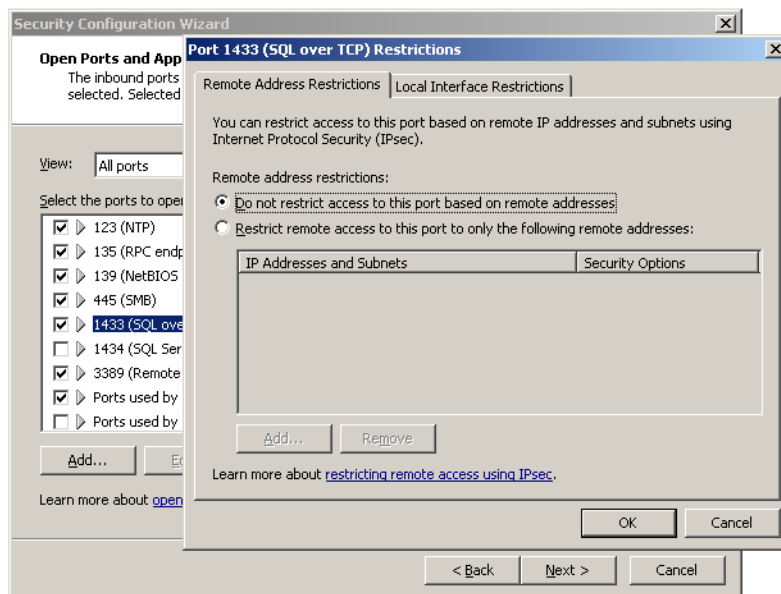 Security Configuration Wizard
Open Ports and App
The inbound ports
selected. Selected
View:
All ports
Select the ports to ope
123 (NTP)
135 (RPC endp
139 (NetBIOS
445 (SMB)
1433 (SQL ove
1434 (SQL Ser
3389 (Remote
Ports used by
Ports used by
Add...
Learn more about open
< Back
Next >
Cancel
Port 1433 (SQL over TCP) Restrictions
Remote Address Restrictions
Local Interface Restrictions
You can restrict access to this port based on remote IP addresses and subnets using
Internet Protocol Security (IPsec).
Remote address restrictions:
Do not restrict access to this port based on remote addresses
Restrict remote access to this port to only the following remote addresses:
IP Addresses and Subnets
Security Options
Add...
Remove
Learn more about restricting remote access using IPsec.
OK
Cancel